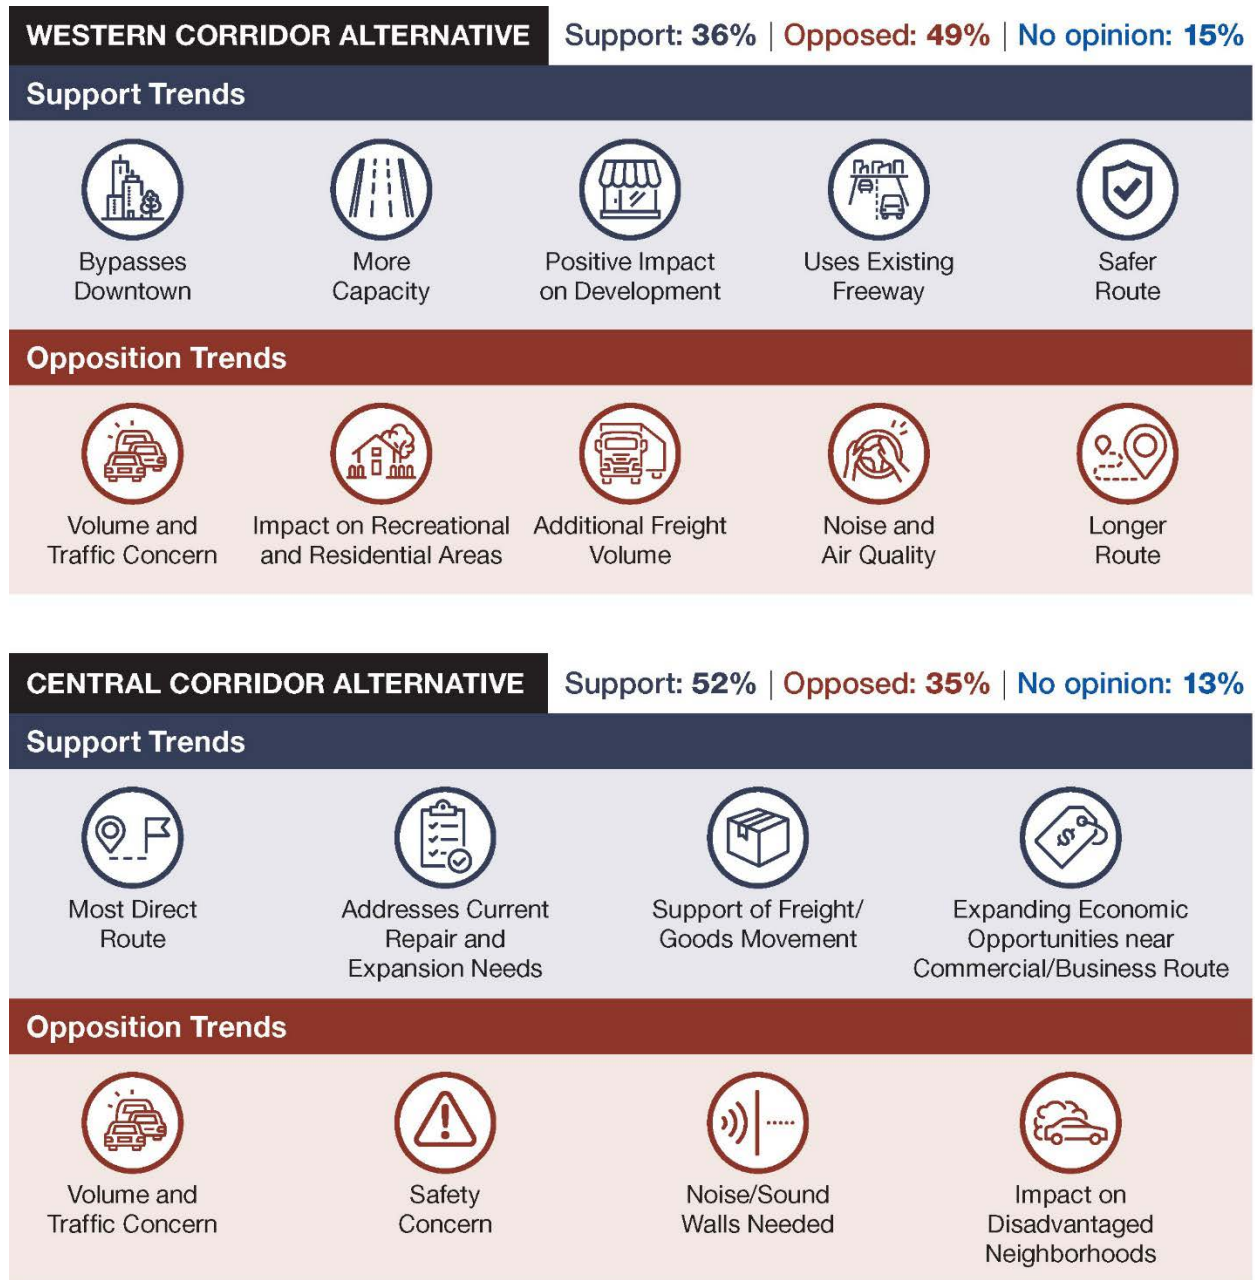 WESTERN CORRIDOR ALTERNATIVE Support: 36% | Opposed: 49% | No opinion: 15%
Support Trends
Bypasses
Downtown
More
Capacity
Positive Impact
on Development
Uses Existing
Freeway
Safer
Route
Opposition Trends
Volume and
Traffic Concern
Impact on Recreational
and Residential Areas
Additional Freight
Volume
Noise and
Air Quality
Longer
Route
CENTRAL CORRIDOR ALTERNATIVE Support: 52% | Opposed: 35% | No opinion: 13%
Support Trends
Most Direct
Route
Addresses Current
Repair and
Expansion Needs
Support of Freight/
Goods Movement
$
Expanding Economic
Opportunities near
Commercial/Business Route
Opposition Trends
Volume and
Traffic Concern
Safety
Concern
Noise/Sound
Walls Needed
Impact on
Disadvantaged
Neighborhoods